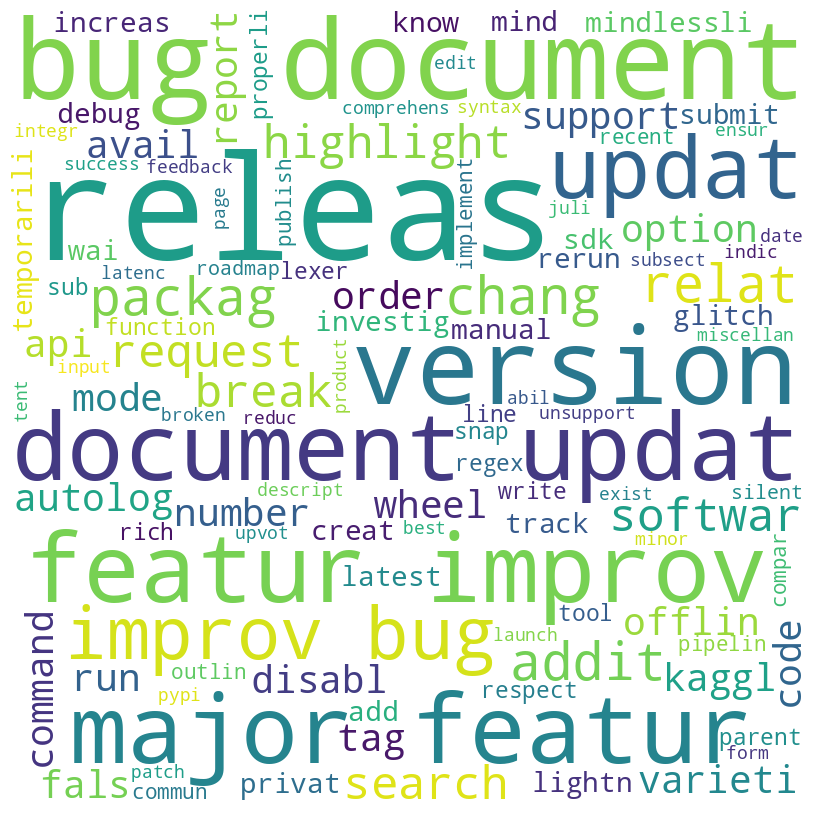 increas
know
mind
mindlessli
bug
document
report
properli
edit
comprehens
syntax
debug
support
submit
integr
avail
highlight
recent
ensur
success
feedback
updat
releas
temporarili
page
publish
implement
juli
option
date
wai
sdk
latenc
roadmap
lexer
rerun
subsect
indic
sub
packag
order
chang
relat
function
investig
manual
glitch
miscellan
api
request
version
input
product
break
mode
abil
tent
broken
reduc
line
unsupport
document updat
snap
regex
descript
write
exist
silent
autolog
number
wheel
softwar
rich
upvot
creat
best
track
minor
compar
featur improv
latest
improv bug
tool
offlin
launch
command
addit
pipelin
code
run
outlin
disabl
respect
kaggl
pypi
major featur
add
tag
parent
form
fals
patch
commun
privat
search
lightn
varieti